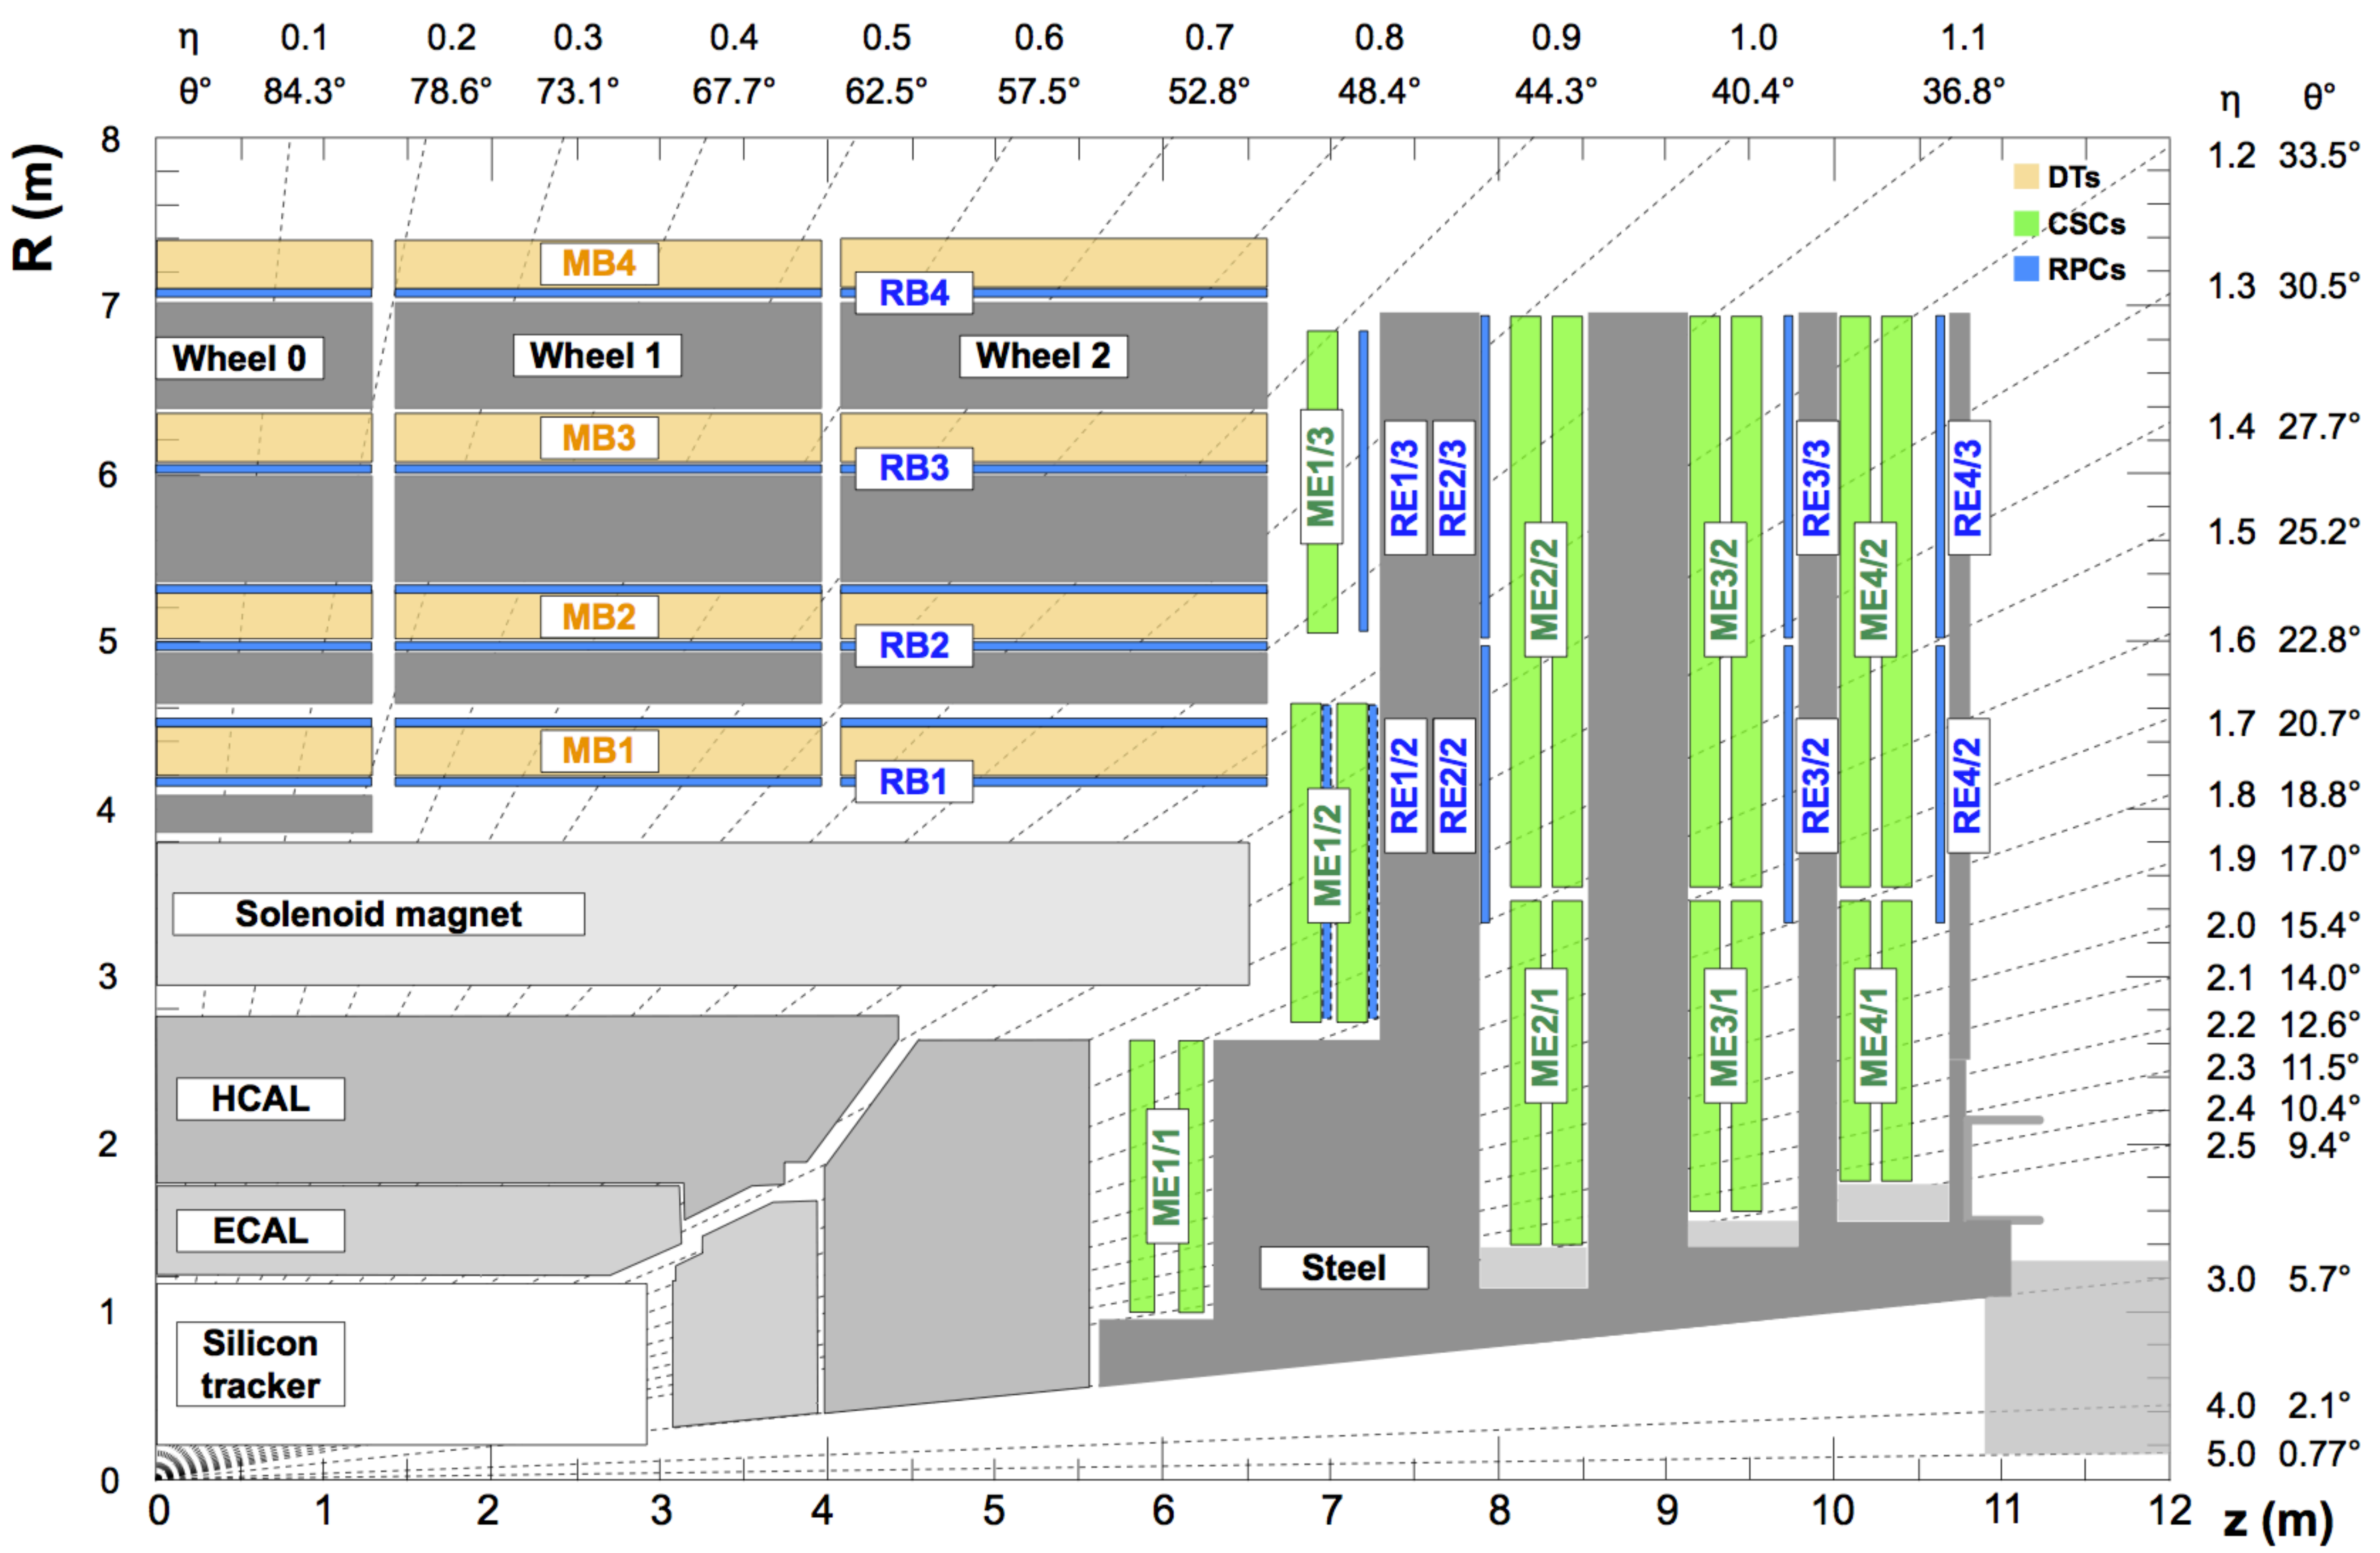 η 0.1 0.2 0.3 0.4 0.5 0.6 0.7 0.8 0.9 1.0 1.1
θ° 84.3° 78.6° 73.1° 67.7° 62.5° 57.5° 52.8° 48.4° 44.3° 40.4° 36.8°
η θ°
R (m)
8
7
6
5
4
3
2
1
0
1.2 33.5°
1.3 30.5°
1.4 27.7°
1.5 25.2°
1.6 22.8°
1.7 20.7°
1.8 18.8°
1.9 17.0°
2.0 15.4°
2.1 14.0°
2.2 12.6°
2.3 11.5°
2.4 10.4°
2.5 9.4°
3.0 5.7°
4.0 2.1°
5.0 0.77°
DTs
CSCs
RPCs
MB4
RB4
Wheel 0
Wheel 1
Wheel 2
MB3
RB3
MB2
RB2
MB1
RB1
ME1/3
RE1/3
RE2/3
ME2/2
ME3/2
RE3/3
ME4/2
RE4/3
ME1/2
RE1/2
RE2/2
RE3/2
RE4/2
Solenoid magnet
HCAL
ECAL
Silicon
tracker
ME1/1
ME2/1
ME3/1
ME4/1
Steel
0 1 2 3 4 5 6 7 8 9 10 11 12
z (m)